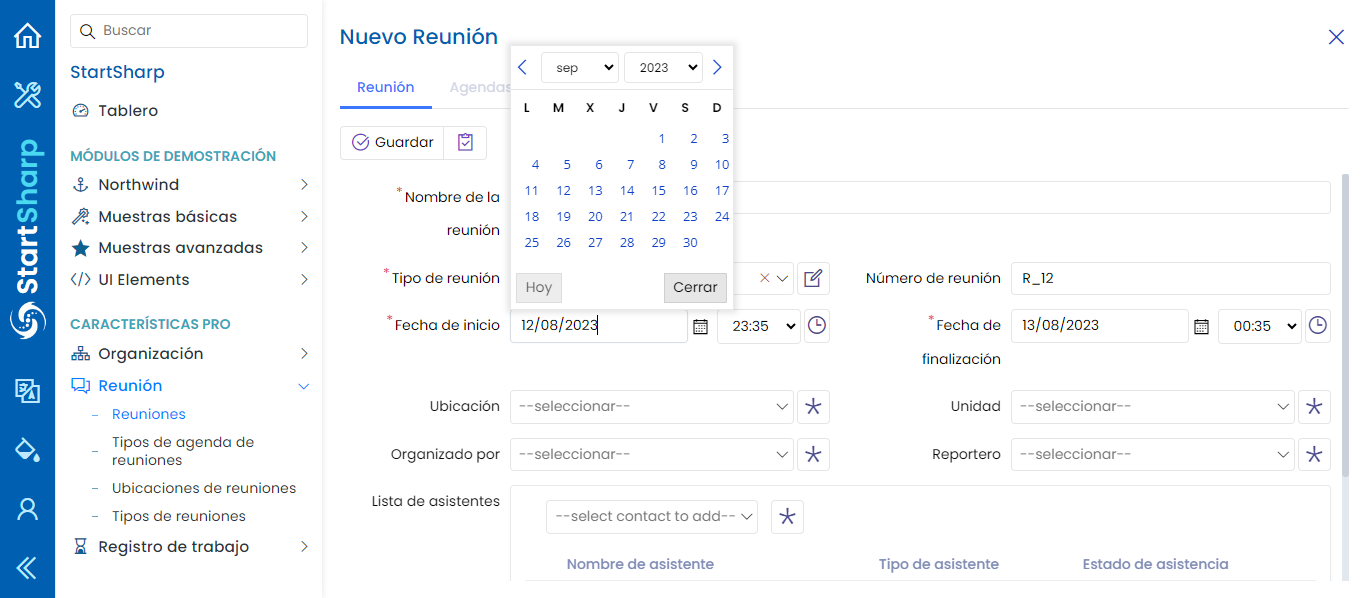 StartSharp
Buscar
StartSharp
Tablero
MÓDULOS DE DEMOSTRACIÓN
Northwind
Muestras básicas
Muestras avanzadas
</> UI Elements
CARACTERÍSTICAS PRO
Organización
Reunión
– Reuniones
– Tipos de agenda de
reuniones
– Ubicaciones de reuniones
– Tipos de reuniones
Registro de trabajo
Nuevo Reunión
Reunión Agendas
Guardar
sep 2023
L M X J V S D
1 2 3
4 5 6 7 8 9 10
11 12 13 14 15 16 17
18 19 20 21 22 23 24
25 26 27 28 29 30
Hoy Cerrar
*Nombre de la
reunión
*Tipo de reunión
Número de reunión R_12
*Fecha de inicio 12/08/2023 23:35
*Fecha de
finalización
13/08/2023 00:35
Ubicación --seleccionar--
Unidad --seleccionar--
Organizado por --seleccionar--
Reportero --seleccionar--
Lista de asistentes
--select contact to add--
Nombre de asistente Tipo de asistente Estado de asistencia